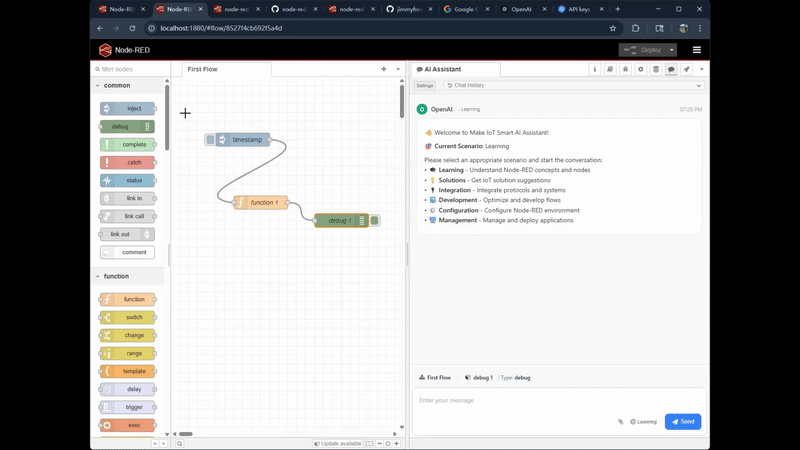 Node-RE
Node-RED
node-red
node-red
node-red
jimmyfre
Google C
OpenAI
API keys
localhost:1880/#flow/8527f4cb692f5a4d
Node-RED
Deploy
filter nodes
common
inject
debug
complete
catch
status
link in
link call
link out
comment
function
function
switch
change
range
template
delay
trigger
exec
First Flow
timestamp
function 1
debug 1
Update available
AI Assistant
Settings
Chat History
OpenAI
- Learning
07:20 PM
👋 Welcome to Make IoT Smart AI Assistant!
🎯 Current Scenario: Learning
Please select an appropriate scenario and start the conversation:
• 🎓 Learning - Understand Node-RED concepts and nodes
• 💡 Solutions - Get IoT solution suggestions
• 🔌 Integration - Integrate protocols and systems
• Development - Optimize and develop flows
• Configuration - Configure Node-RED environment
• Management - Manage and deploy applications
First Flow
debug 1
Type: debug
Enter your message
Learning
Send